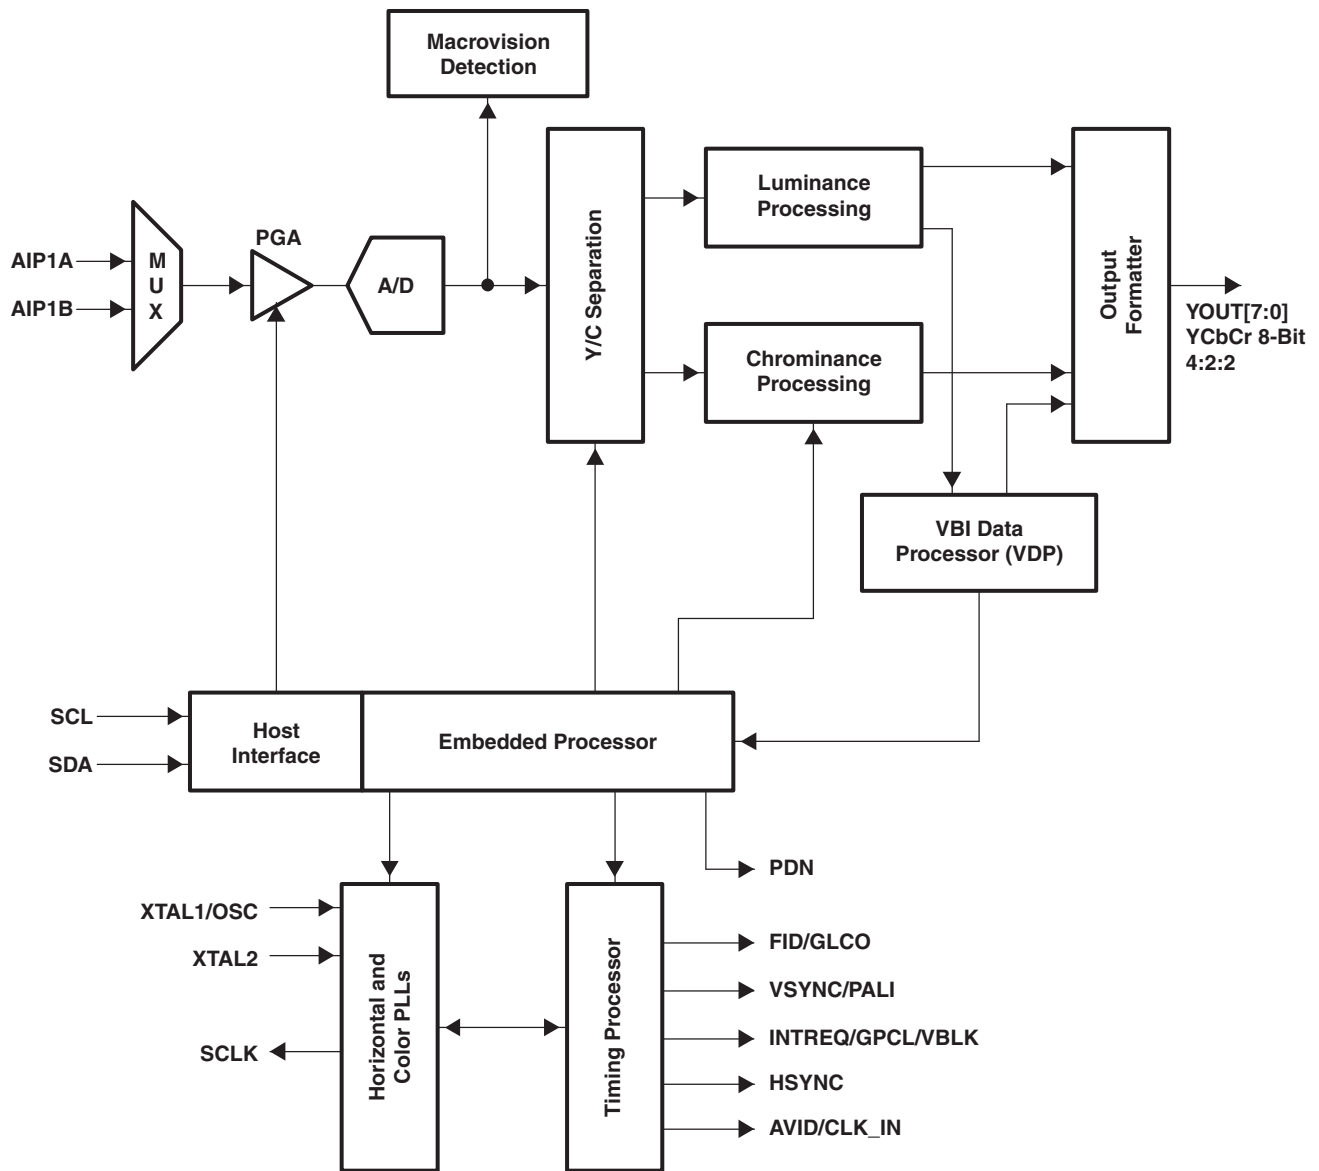 Macrovision
Detection
PGA
AIP1A
AIP1B
M
U
X
A/D
Y/C Separation
Luminance
Processing
Chrominance
Processing
Output
Formatter
YOUT[7:0]
YCbCr 8-Bit
4:2:2
VBI Data
Processor (VDP)
SCL
SDA
Host
Interface
Embedded Processor
PDN
XTAL1/OSC
XTAL2
SCLK
Horizontal and
Color PLLs
Timing Processor
FID/GLCO
VSYNC/PALI
INTREQ/GPCL/VBLK
HSYNC
AVID/CLK_IN